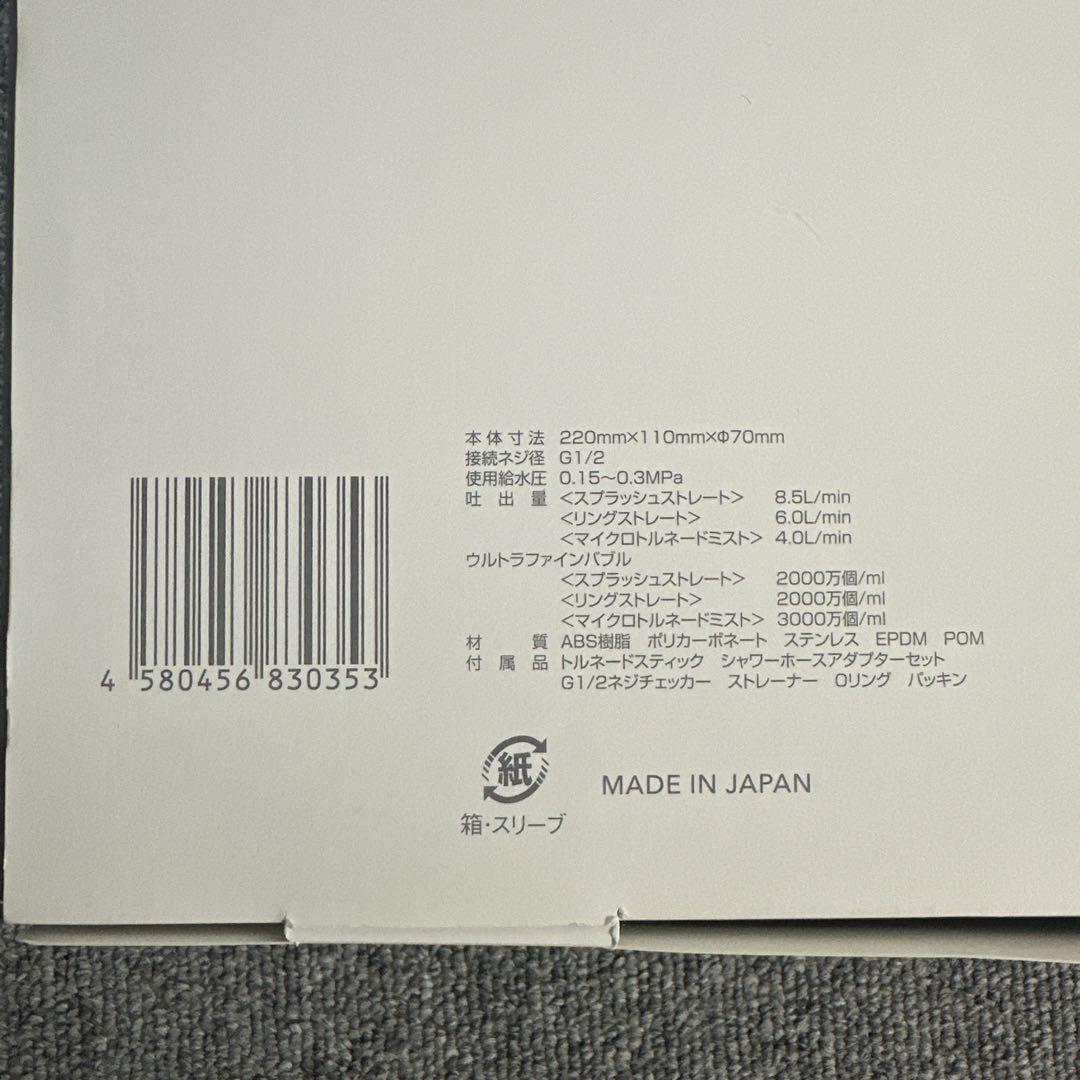 本体寸法 220mm×110mm×Φ70mm
接続ネジ径 G1/2
使用給水圧 0.15〜0.3MPa
吐出量 <スプラッシュストレート> 8.5L/min
<リングストレート> 6.0L/min
<マイクロトルネードミスト> 4.0L/min
ウルトラファインバブル
<スプラッシュストレート> 2000万個/ml
<リングストレート> 2000万個/ml
<マイクロトルネードミスト> 3000万個/ml
材質 ABS樹脂 ポリカーボネート ステンレス EPDM POM
付属品 トルネードスティック シャワーホースアダプターセット
G1/2ネジチェッカー ストレーナー Oリング パッキン
4 580456 830353
紙
箱・スリーブ
MADE IN JAPAN